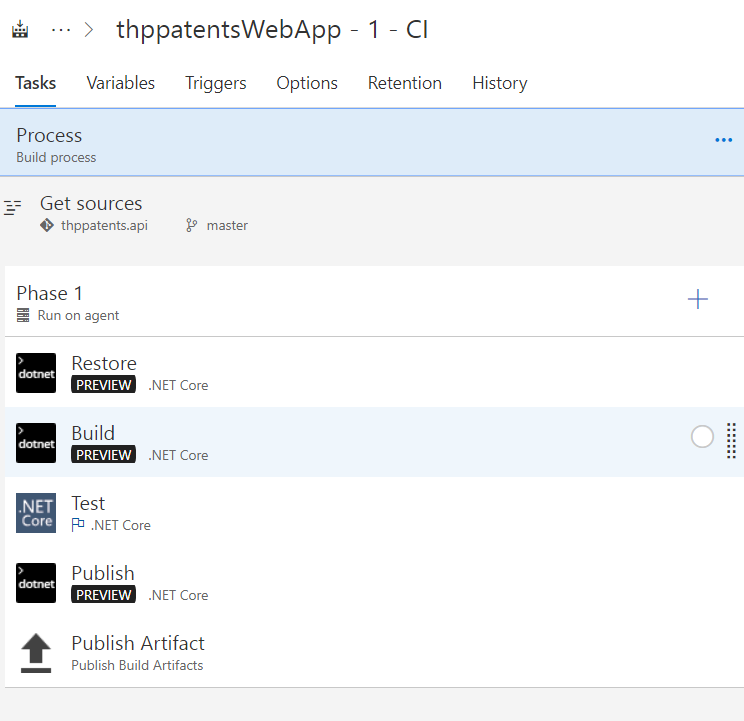 ... thppatentsWebApp - 1 - CI
Tasks Variables Triggers Options Retention History
Process
Build process
Get sources
thppatents.api master
Phase 1
Run on agent
dotnet Restore
PREVIEW .NET Core
dotnet Build
PREVIEW .NET Core
.NET Core Test
.NET Core
dotnet Publish
PREVIEW .NET Core
Publish Artifact
Publish Build Artifacts